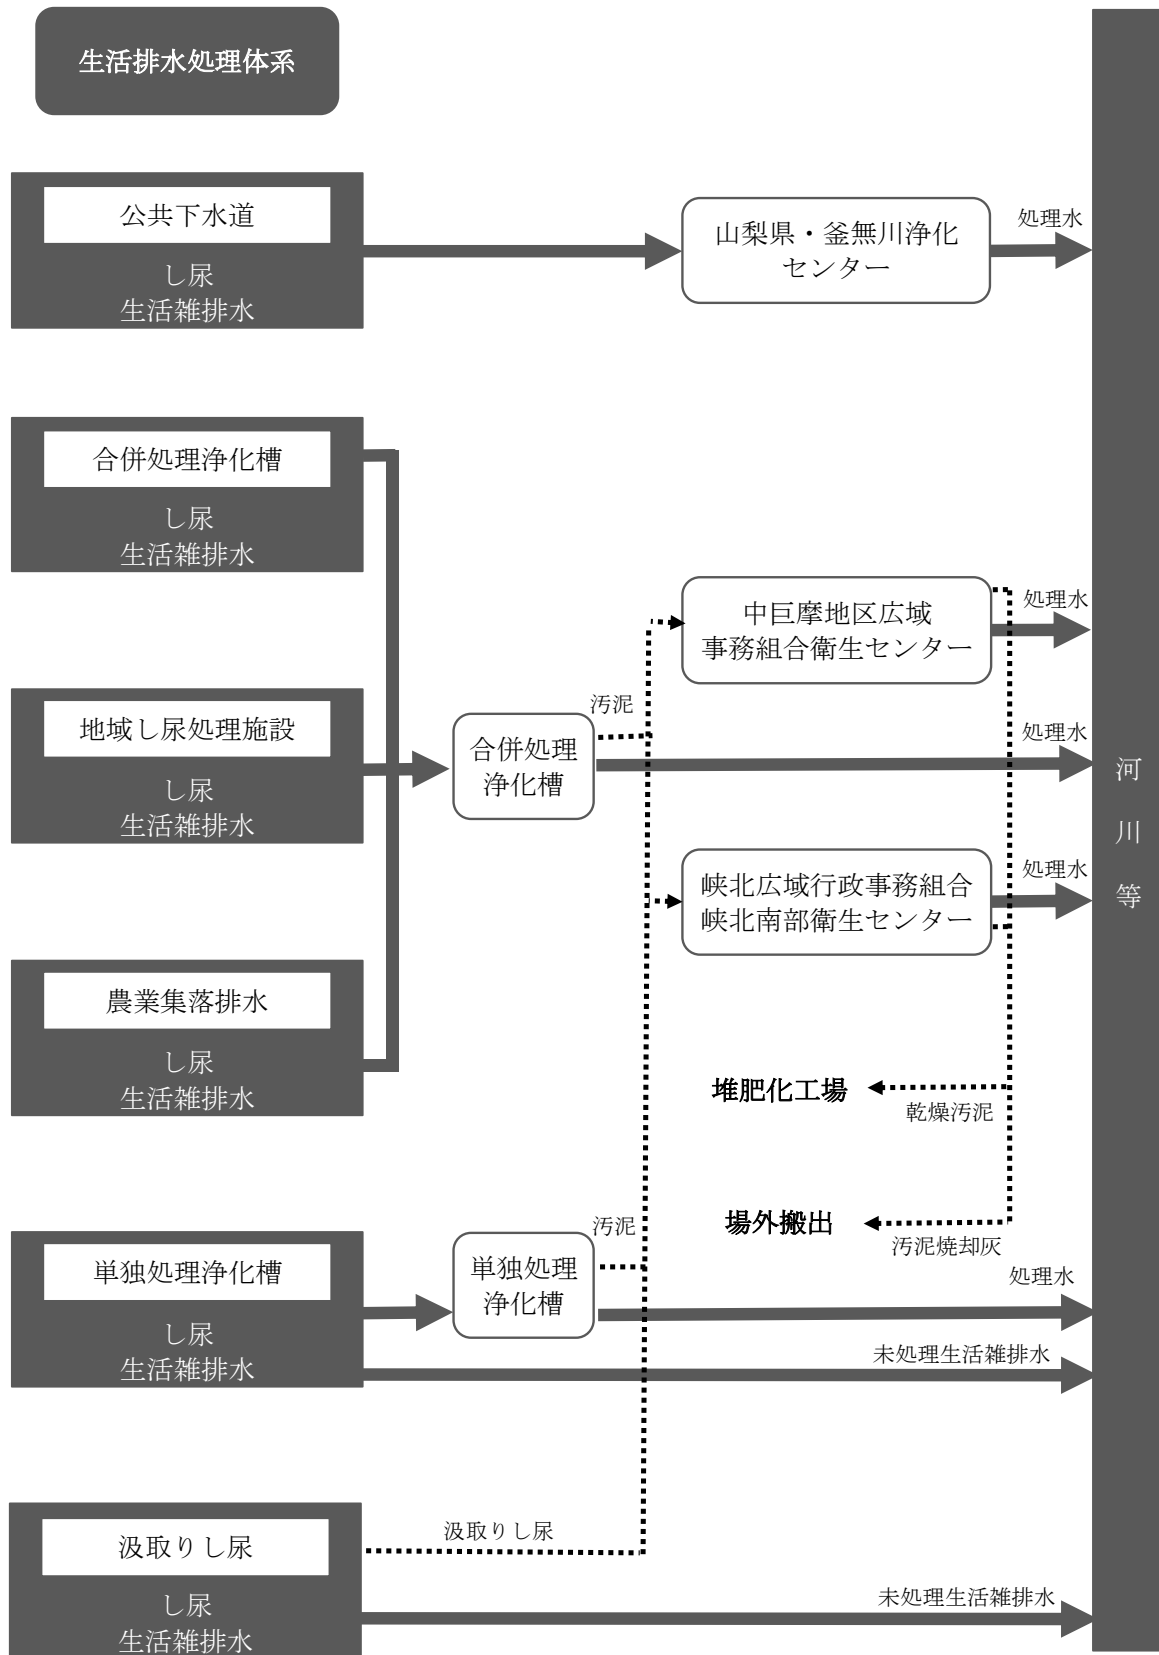 生活排水処理体系
公共下水道
し尿
生活雑排水
山梨県・釜無川浄化
センター
処理水
合併処理浄化槽
し尿
生活雑排水
中巨摩地区広域
事務組合衛生センター
処理水
地域し尿処理施設
し尿
生活雑排水
合併処理
浄化槽
汚泥
処理水
峡北広域行政事務組合
峡北南部衛生センター
処理水
河
川
等
農業集落排水
し尿
生活雑排水
堆肥化工場
乾燥汚泥
場外搬出
汚泥焼却灰
単独処理浄化槽
し尿
生活雑排水
単独処理
浄化槽
汚泥
処理水
未処理生活雑排水
汲取りし尿
し尿
生活雑排水
汲取りし尿
未処理生活雑排水